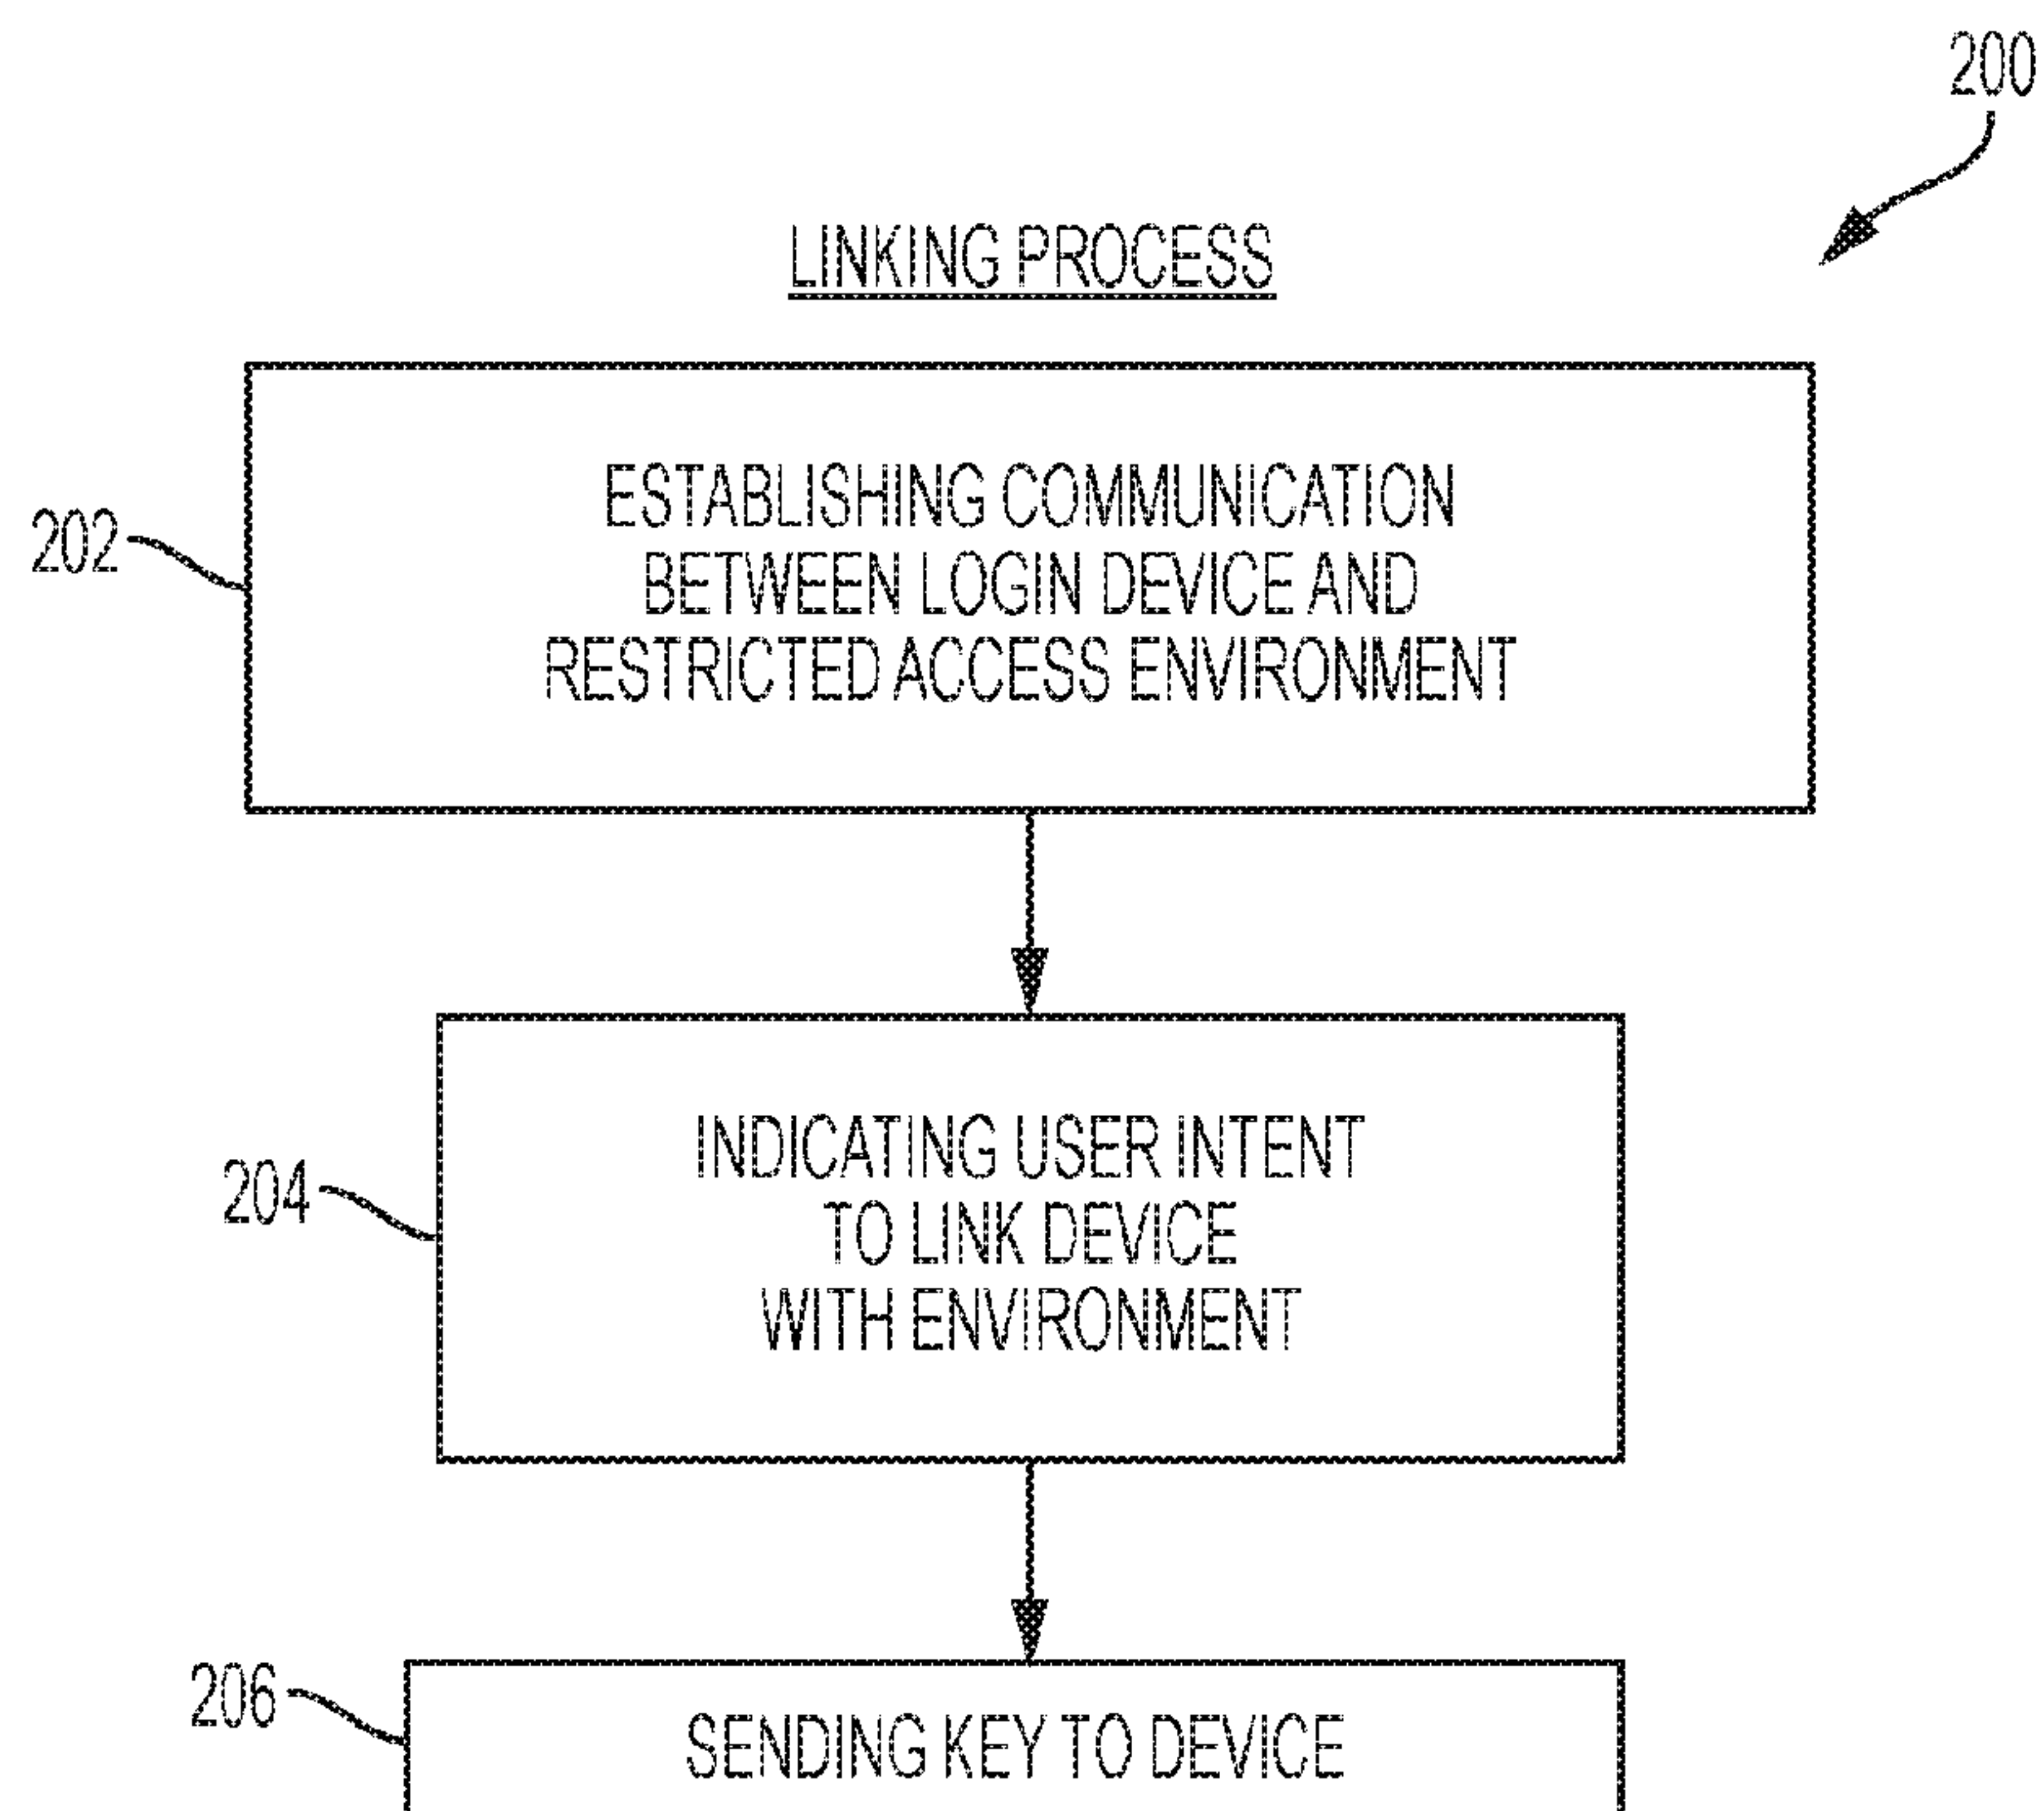 200
LINKING PROCESS
202
ESTABLISHING COMMUNICATION
BETWEEN LOGIN DEVICE AND
RESTRICTED ACCESS ENVIRONMENT
204
INDICATING USER INTENT
TO LINK DEVICE
WITH ENVIRONMENT
206
SENDING KEY TO DEVICE